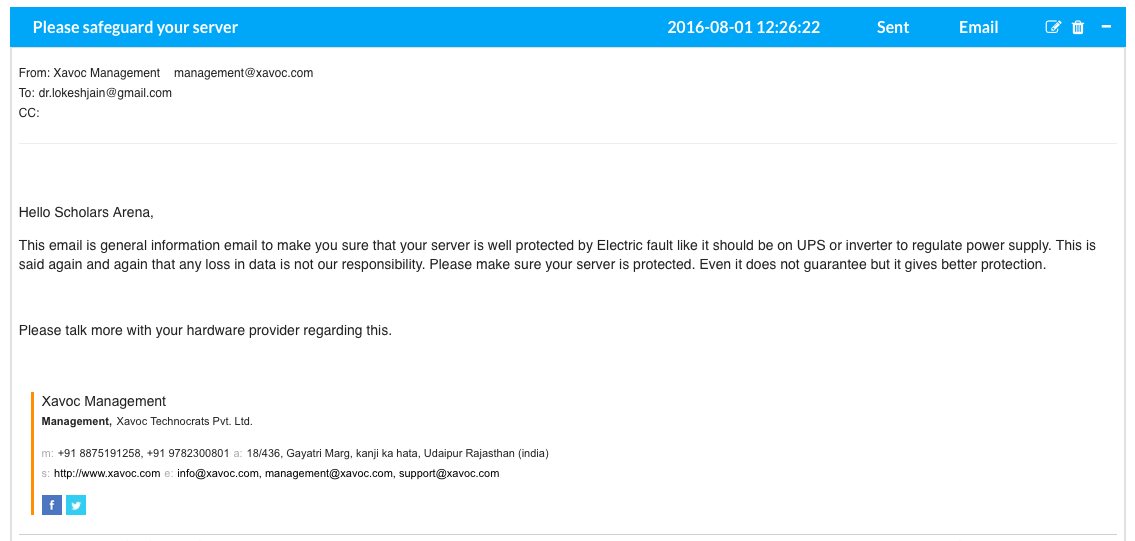 Please safeguard your server 2016-08-01 12:26:22 Sent Email
From: Xavoc Management management@xavoc.com
To: dr.lokeshjain@gmail.com
CC:
Hello Scholars Arena,
This email is general information email to make you sure that your server is well protected by Electric fault like it should be on UPS or inverter to regulate power supply. This is
said again and again that any loss in data is not our responsibility. Please make sure your server is protected. Even it does not guarantee but it gives better protection.
Please talk more with your hardware provider regarding this.
Xavoc Management
Management, Xavoc Technocrats Pvt. Ltd.
m: +91 8875191258, +91 9782300801 a: 18/436, Gayatri Marg, kanji ka hata, Udaipur Rajasthan (india)
s: http://www.xavoc.com e: info@xavoc.com, management@xavoc.com, support@xavoc.com